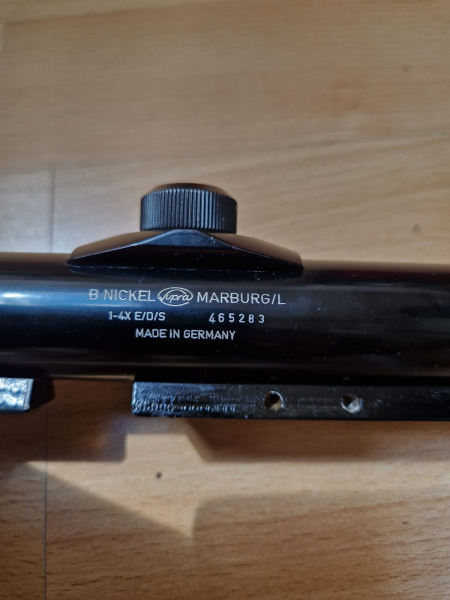 B·NICKEL Supra MARBURG/L
1-4X E/D/S 465283
MADE IN GERMANY